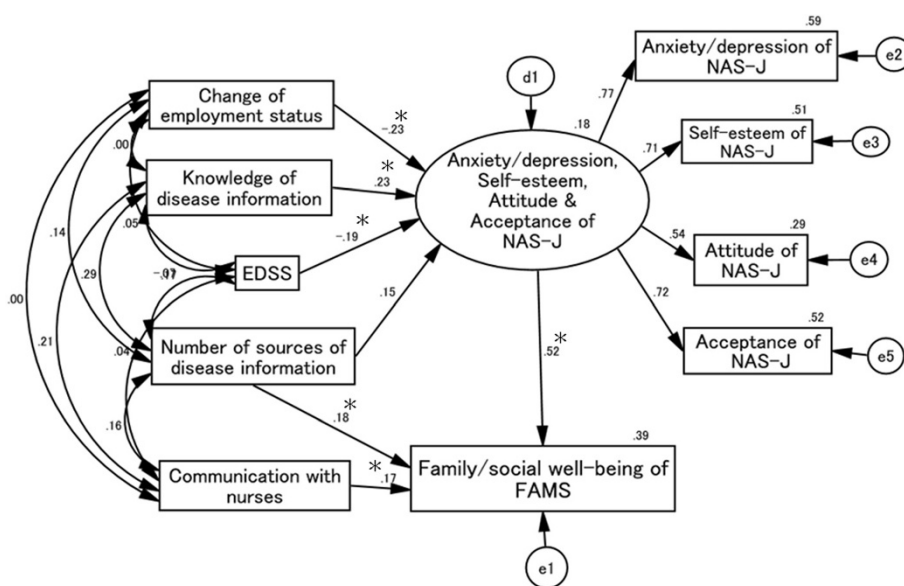 .59
Anxiety/depression of
NAS-J
e2
d1
.77
Change of
employment status
-.23*
.18
.51
Self-esteem of
NAS-J
e3
.71
.00
Anxiety/depression,
Self-esteem,
Attitude &
Acceptance of
NAS-J
Knowledge of
disease information
.23*
.29
Attitude of
NAS-J
e4
.54
.05
-.19*
.14
EDSS
.29
.15
.72
.00
.52
Acceptance of
NAS-J
e5
.21
.04
Number of sources of
disease information
.52*
.18*
.16
.39
Communication with
nurses
.17*
Family/social well-being of
FAMS
e1